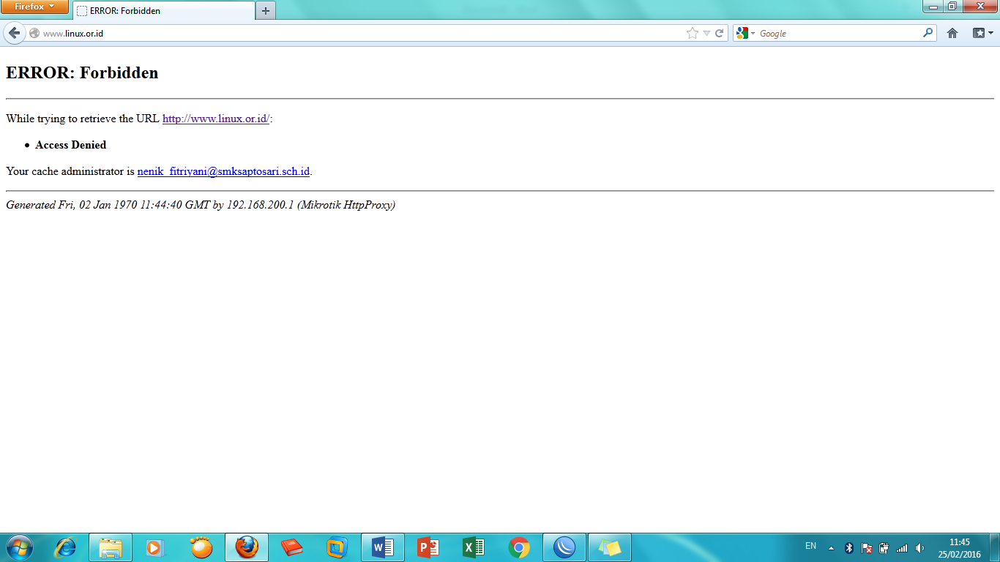 Firefox
ERROR: Forbidden
www.linux.or.id
Google
ERROR: Forbidden
While trying to retrieve the URL http://www.linux.or.id/:
• Access Denied
Your cache administrator is nenik_fitriyani@smksaptosari.sch.id.
Generated Fri, 02 Jan 1970 11:44:40 GMT by 192.168.200.1 (Mikrotik HttpProxy)
EN
11:45
25/02/2016